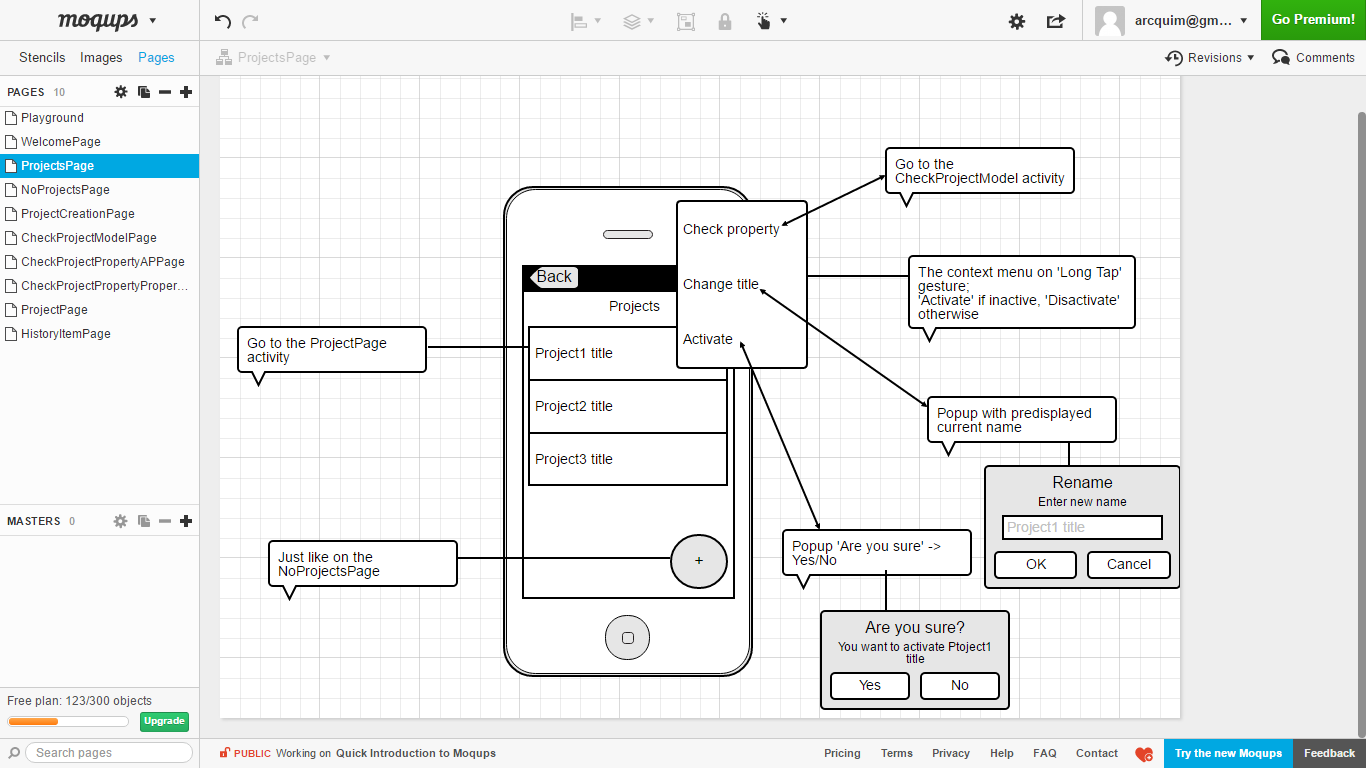 moqups
arcquim@gm...
Go Premium!
Stencils
Images
Pages
ProjectsPage
Revisions
Comments
PAGES 10
Playground
WelcomePage
ProjectsPage
NoProjectsPage
ProjectCreationPage
CheckProjectModelPage
CheckProjectPropertyAPPage
CheckProjectPropertyProper...
ProjectPage
HistoryItemPage
MASTERS 0
Free plan: 123/300 objects
Upgrade
Search pages
Go to the
CheckProjectModel activity
Check property
Change title
Activate
The context menu on 'Long Tap'
gesture;
'Activate' if inactive, 'Disactivate'
otherwise
Back
Projects
Project1 title
Project2 title
Project3 title
Go to the ProjectPage
activity
Popup with predisplayed
current name
Rename
Enter new name
Project1 title
OK
Cancel
Just like on the
NoProjectsPage
+
Popup 'Are you sure' ->
Yes/No
Are you sure?
You want to activate Ptoject1
title
Yes
No
PUBLIC Working on Quick Introduction to Moqups
Pricing
Terms
Privacy
Help
FAQ
Contact
Try the new Moqups
Feedback